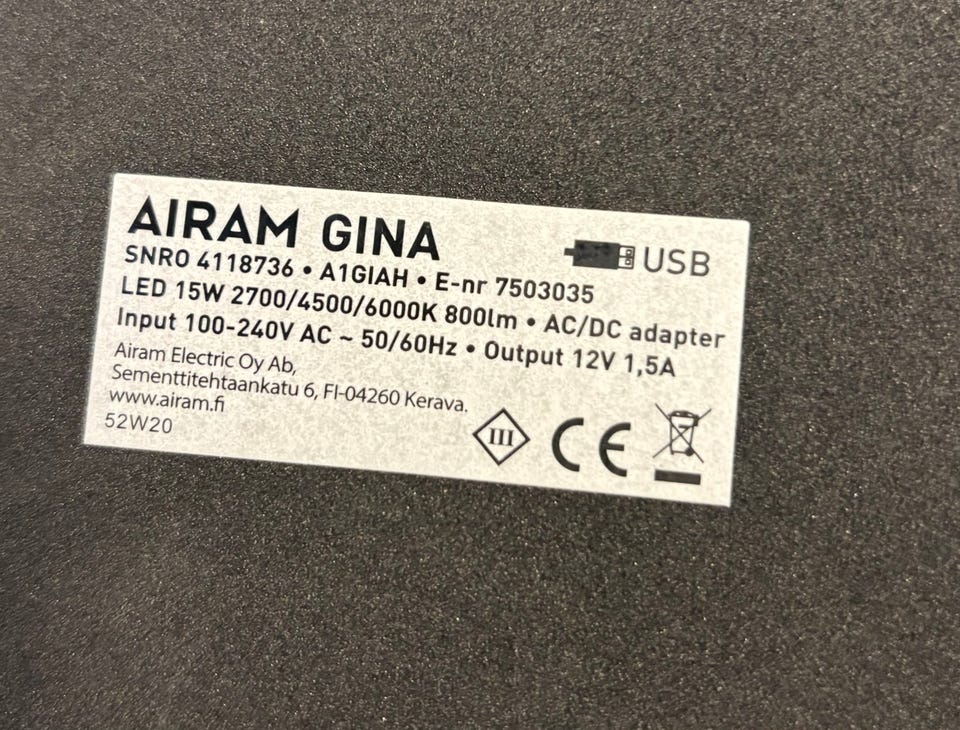 AIRAM GINA
USB
SNRO 4118736 • A1GIAH • E-nr 7503035
LED 15W 2700/4500/6000K 800lm • AC/DC adapter
Input 100-240V AC ~ 50/60Hz • Output 12V 1,5A
Airam Electric Oy Ab,
Sementtitehtaankatu 6, FI-04260 Kerava.
www.airam.fi
52W20
III
CE